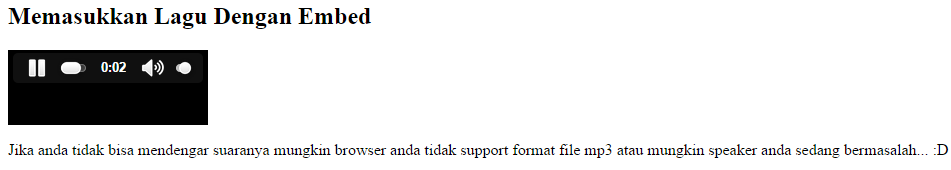 Memasukkan Lagu Dengan Embed
0:02
Jika anda tidak bisa mendengar suaranya mungkin browser anda tidak support format file mp3 atau mungkin speaker anda sedang bermasalah... :D